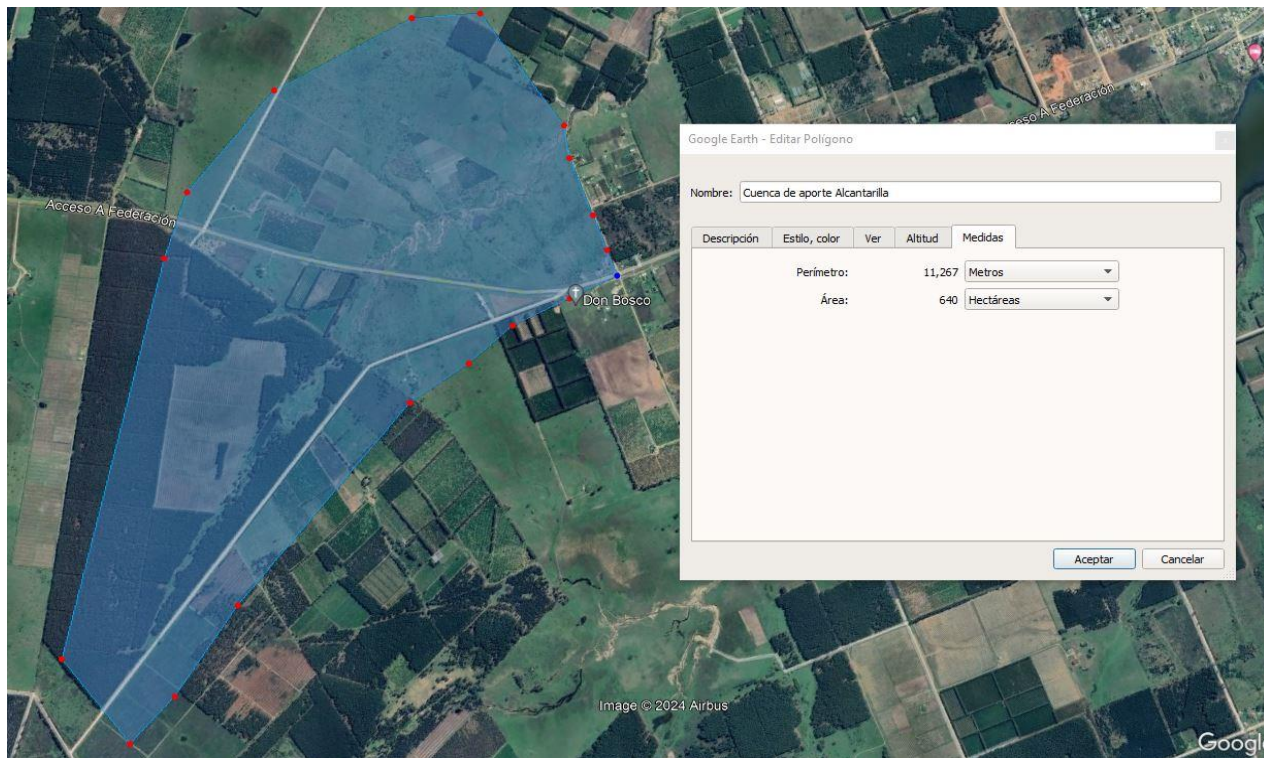 Acceso A Federación
Google Earth - Editar Polígono
Nombre: Cuenca de aporte Alcantarilla
Descripción Estilo, color Ver Altitud Medidas
Perímetro: 11,267 Metros
Área: 640 Hectáreas
Acceso A Federación
Don Bosco
Aceptar Cancelar
Image © 2024 Airbus
Google